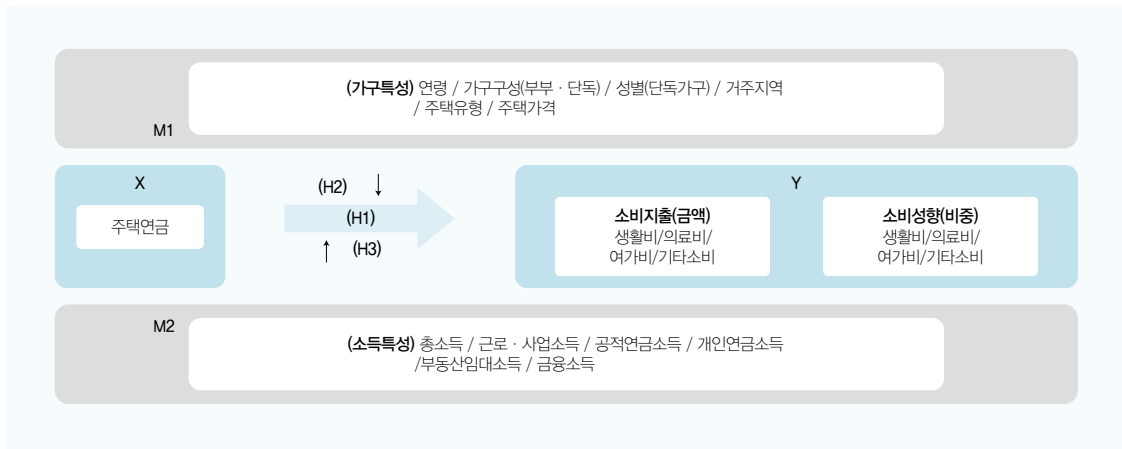 (가구특성) 연령 / 가구구성(부부 · 단독) / 성별(단독가구) / 거주지역
/ 주택유형 / 주택가격
M1
X
주택연금
(H2) ↓
(H1)
↑ (H3)
Y
소비지출(금액)
생활비/의료비/
여가비/기타소비
소비성향(비중)
생활비/의료비/
여가비/기타소비
M2
(소득특성) 총소득 / 근로 · 사업소득 / 공적연금소득 / 개인연금소득
/부동산임대소득 / 금융소득